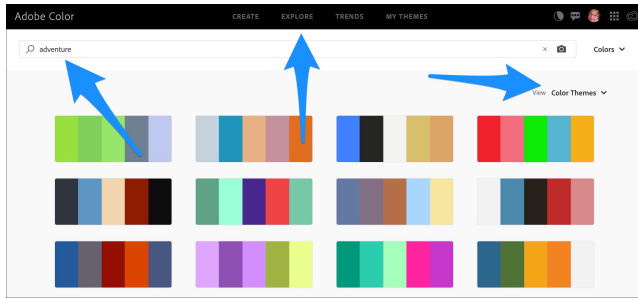 Adobe Color CREATE EXPLORE TRENDS MY THEMES
adventure × Colors
View Color Themes